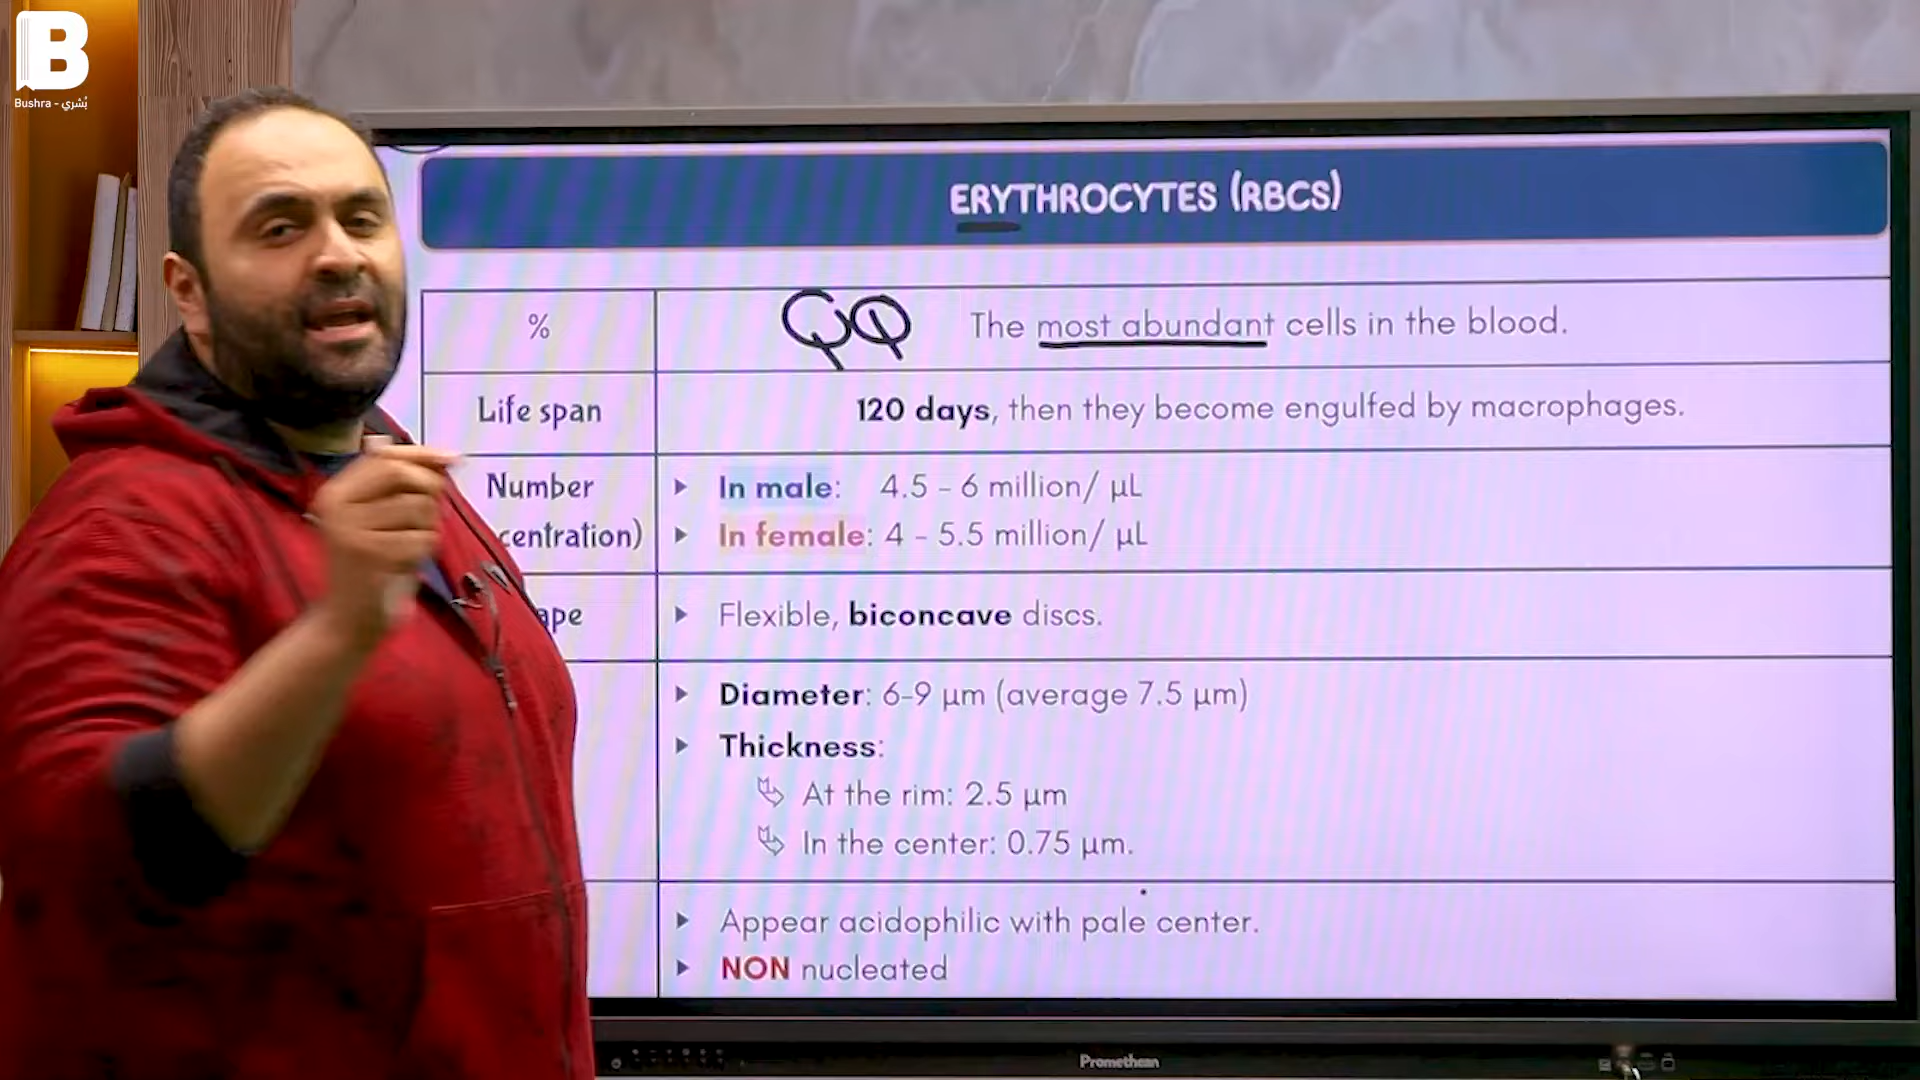 B
Bushra - بُشري
ERYTHROCYTES (RBCS)
%
QQ The most abundant cells in the blood.
Life span
120 days, then they become engulfed by macrophages.
Number
centration)
▸ In male: 4.5 - 6 million/ µL
▸ In female: 4 - 5.5 million/ µL
ape
▸ Flexible, biconcave discs.
▸ Diameter: 6-9 µm (average 7.5 µm)
▸ Thickness:
At the rim: 2.5 µm
In the center: 0.75 µm.
▸ Appear acidophilic with pale center.
▸ NON nucleated
Promethean